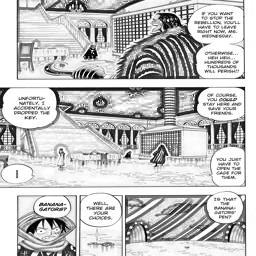 IF YOU
WANT TO STOP
THE
REBELLION,
YOU'LL HAVE
TO LEAVE
RIGHT NOW,
MS.
WEDNESDAY.
OTHERWISE...
HEH HEH...
HUNDREDS OF
THOUSANDS
WILL PERISH!!
OF COURSE,
YOU COULD
STAY HERE AND
SAVE YOUR
FRIENDS.
YOU JUST
HAVE TO
OPEN THE
CAGE FOR
THEM.
UNFORTU-
NATELY, I
ACCIDENTALLY
DROPPED
THE KEY.
IS THAT
THE
BANANA-
GATORS'
PEN?
WELL,
THERE
ARE YOUR
CHOICES.
BANANA-
GATORS?